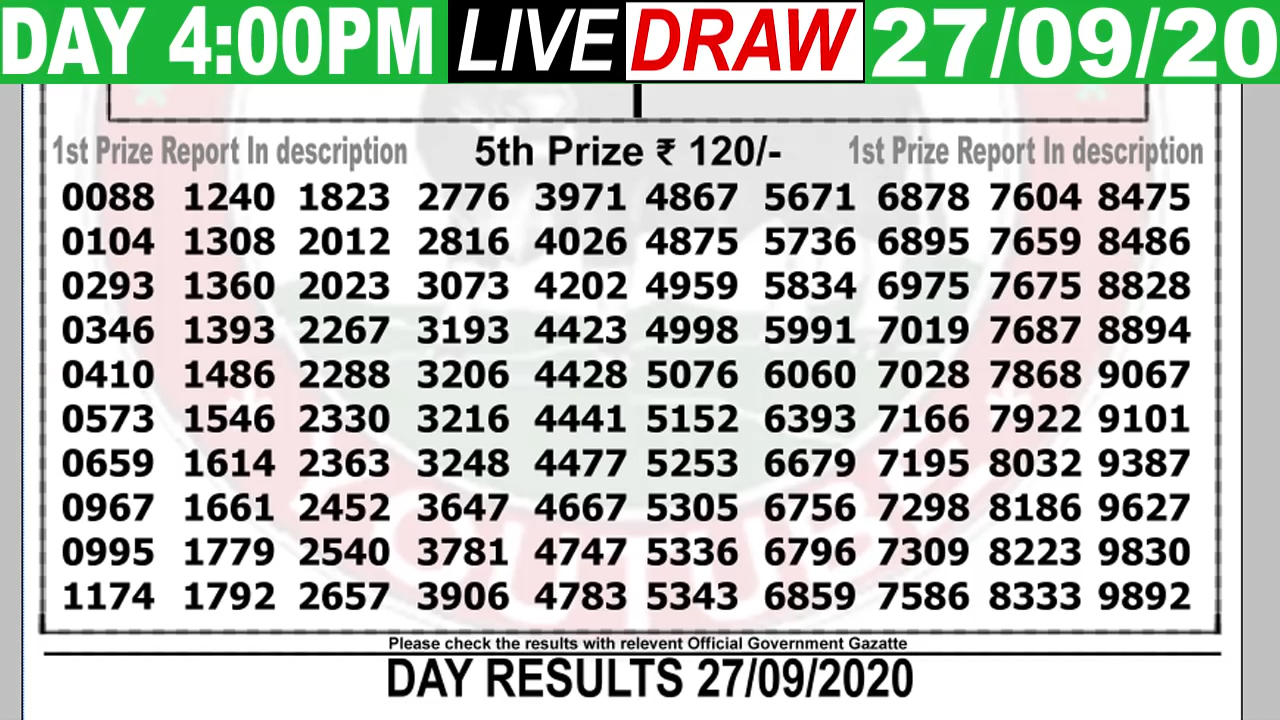 DAY 4:00PM LIVE DRAW 27/09/20
1st Prize Report In description 5th Prize ₹ 120/- 1st Prize Report In description
0088 1240 1823 2776 3971 4867 5671 6878 7604 8475
0104 1308 2012 2816 4026 4875 5736 6895 7659 8486
0293 1360 2023 3073 4202 4959 5834 6975 7675 8828
0346 1393 2267 3193 4423 4998 5991 7019 7687 8894
0410 1486 2288 3206 4428 5076 6060 7028 7868 9067
0573 1546 2330 3216 4441 5152 6393 7166 7922 9101
0659 1614 2363 3248 4477 5253 6679 7195 8032 9387
0967 1661 2452 3647 4667 5305 6756 7298 8186 9627
0995 1779 2540 3781 4747 5336 6796 7309 8223 9830
1174 1792 2657 3906 4783 5343 6859 7586 8333 9892
Please check the results with relevent Official Government Gazatte
DAY RESULTS 27/09/2020